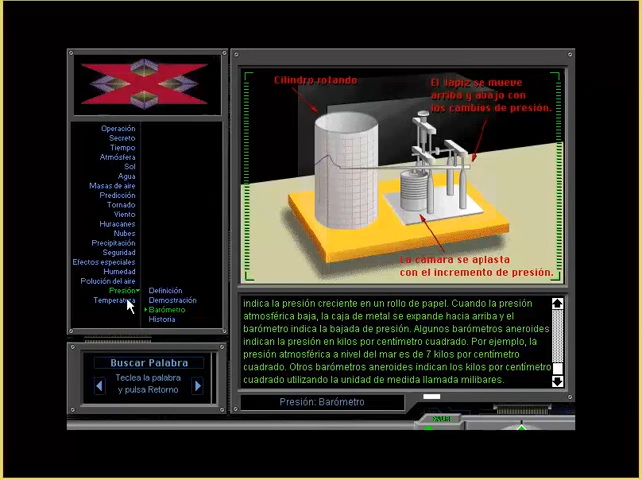 Cilindro rotando
El lápiz se mueve
arriba y abajo con
los cambios de presión.
La cámara se aplasta
con el incremento de presión.
Operación
Secreto
Tiempo
Atmósfera
Sol
Agua
Masas de aire
Predicción
Tornado
Viento
Huracanes
Nubes
Precipitación
Seguridad
Efectos especiales
Humedad
Polución del aire
Presión
Temperatura
Definición
Demostración
Barómetro
Historia
indica la presión creciente en un rollo de papel. Cuando la presión
atmosférica baja, la caja de metal se expande hacia arriba y el
barómetro indica la bajada de presión. Algunos barómetros aneroides
indican la presión en kilos por centímetro cuadrado. Por ejemplo, la
presión atmosférica a nivel del mar es de 7 kilos por centímetro
cuadrado. Otros barómetros aneroides indican los kilos por centímetro
cuadrado utilizando la unidad de medida llamada milibares.
Buscar Palabra
Teclea la palabra
y pulsa Retorno
Presión: Barómetro